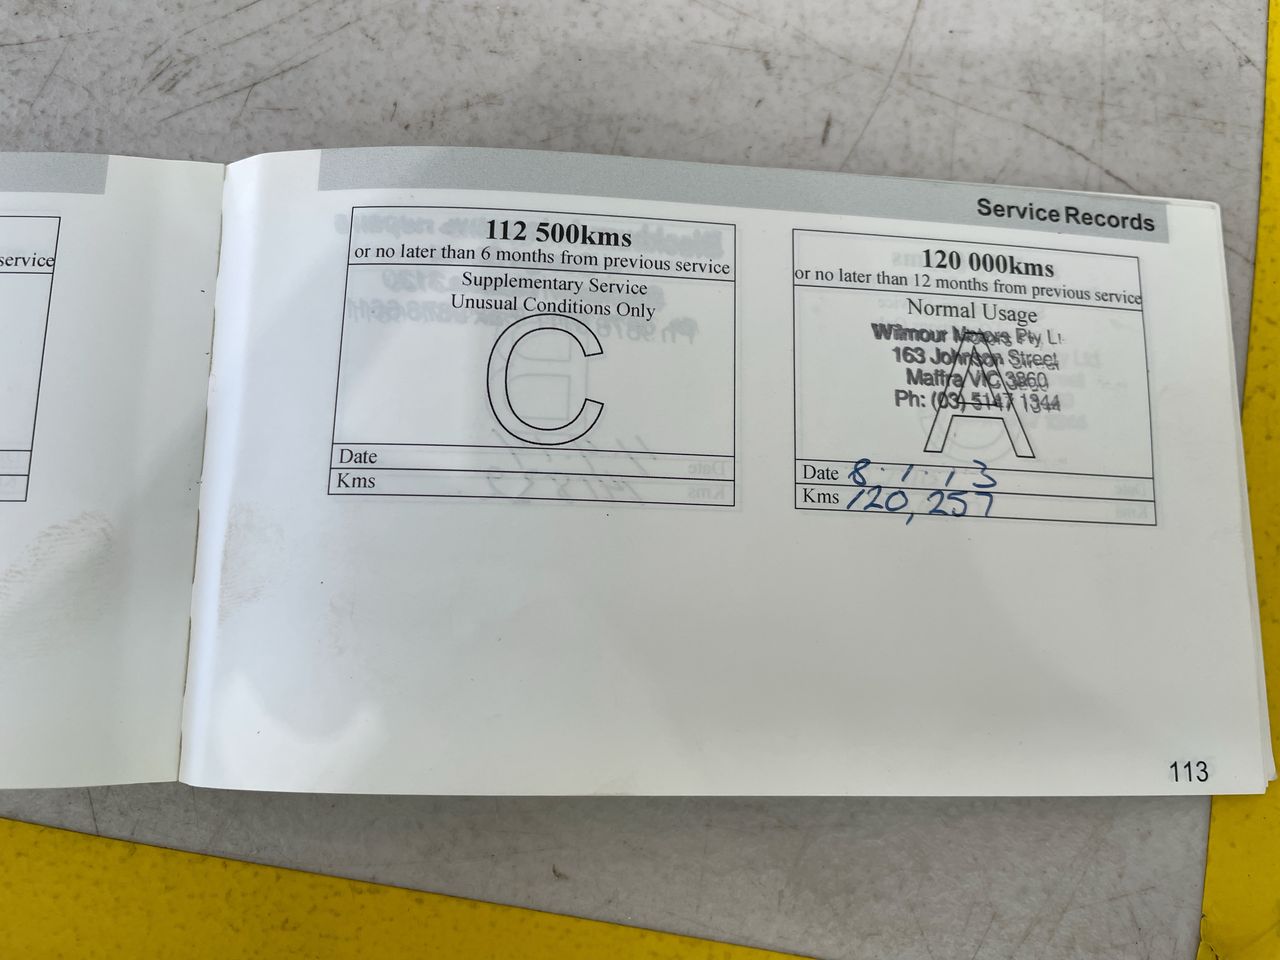 service
Service Records
112 500kms
or no later than 6 months from previous service
Supplementary Service
Unusual Conditions Only
C
Date
Kms
120 000kms
or no later than 12 months from previous service
Normal Usage
Wilmour Motors Pty. Lt
163 Johnson Street
Maffra VIC 3860
Ph: (03) 5147 1344
A
Date 8.1.13
Kms 120,257
113